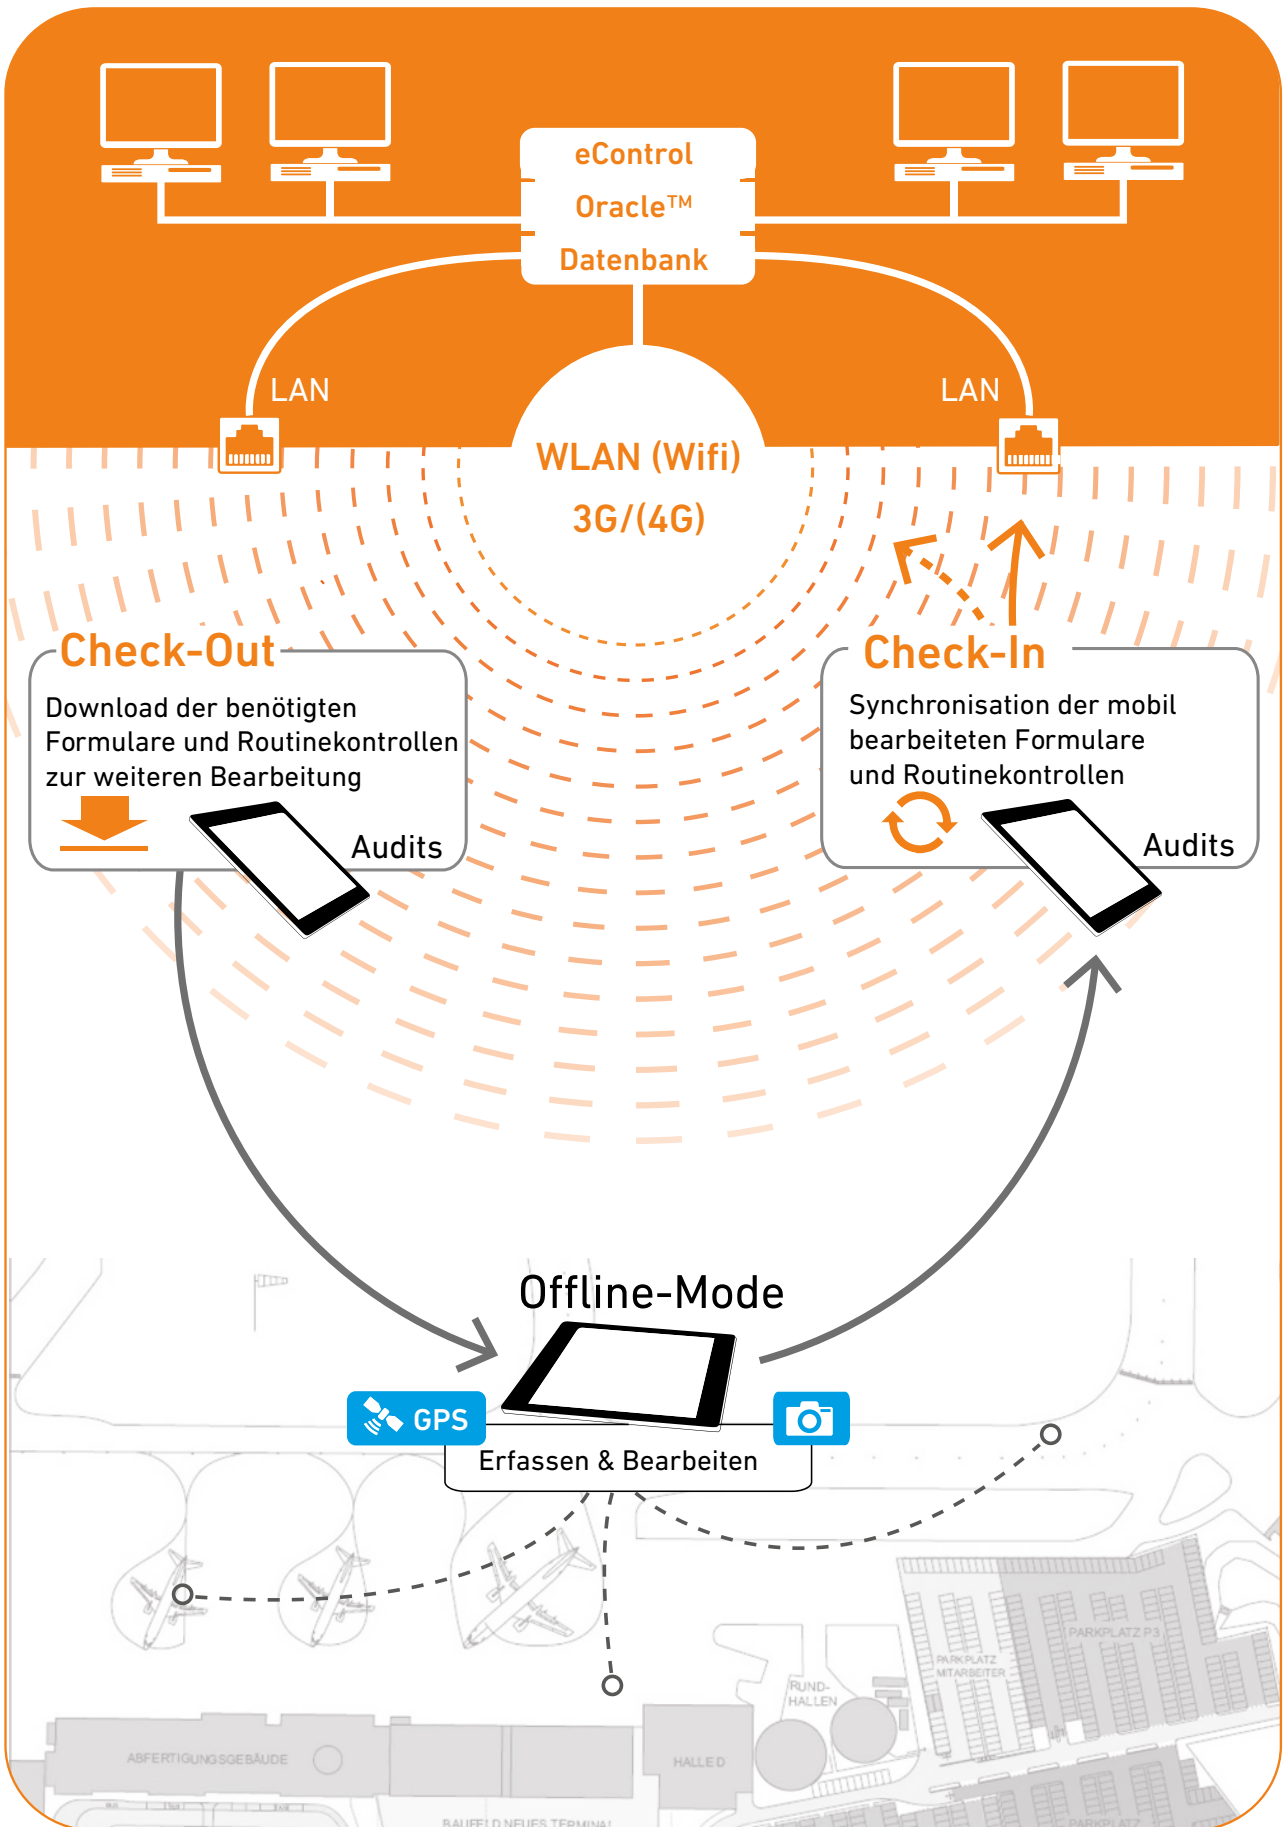 eControl
Oracle™
Datenbank
LAN
LAN
WLAN (Wifi)
3G/(4G)
Check-Out
Download der benötigten
Formulare und Routinekontrollen
zur weiteren Bearbeitung
Audits
Check-In
Synchronisation der mobil
bearbeiteten Formulare
und Routinekontrollen
Audits
Offline-Mode
GPS
Erfassen & Bearbeiten
PARKPLATZ P3
PARKPLATZ
MITARBEITER
RUND-
HALLEN
ABFERTIGUNGSGEBÄUDE
HALLE D
BAUFELD NEUES TERMINAL
PARKPLATZ